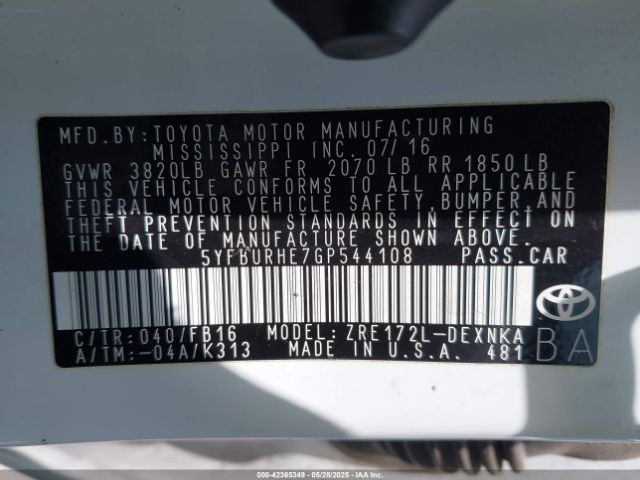 MFD.BY: TOYOTA MOTOR MANUFACTURING
MISSISSIPPI INC. 07/16
GVWR 3820LB GAWR FR 2070 LB RR 1850LB
THIS VEHICLE CONFORMS TO ALL APPLICABLE
FEDERAL MOTOR VEHICLE SAFETY, BUMPER, AND
THEFT PREVENTION STANDARDS IN EFFECT ON
THE DATE OF MANUFACTURE SHOWN ABOVE.
5YFBURHE7GP544108 PASS.CAR
C/TR: 040/FB16 MODEL: ZRE172L-DEXNKA
A/TM:-04A/K313 MADE IN U.S.A. 481
BA
000-42365349 | 05/28/2025 | IAA Inc.